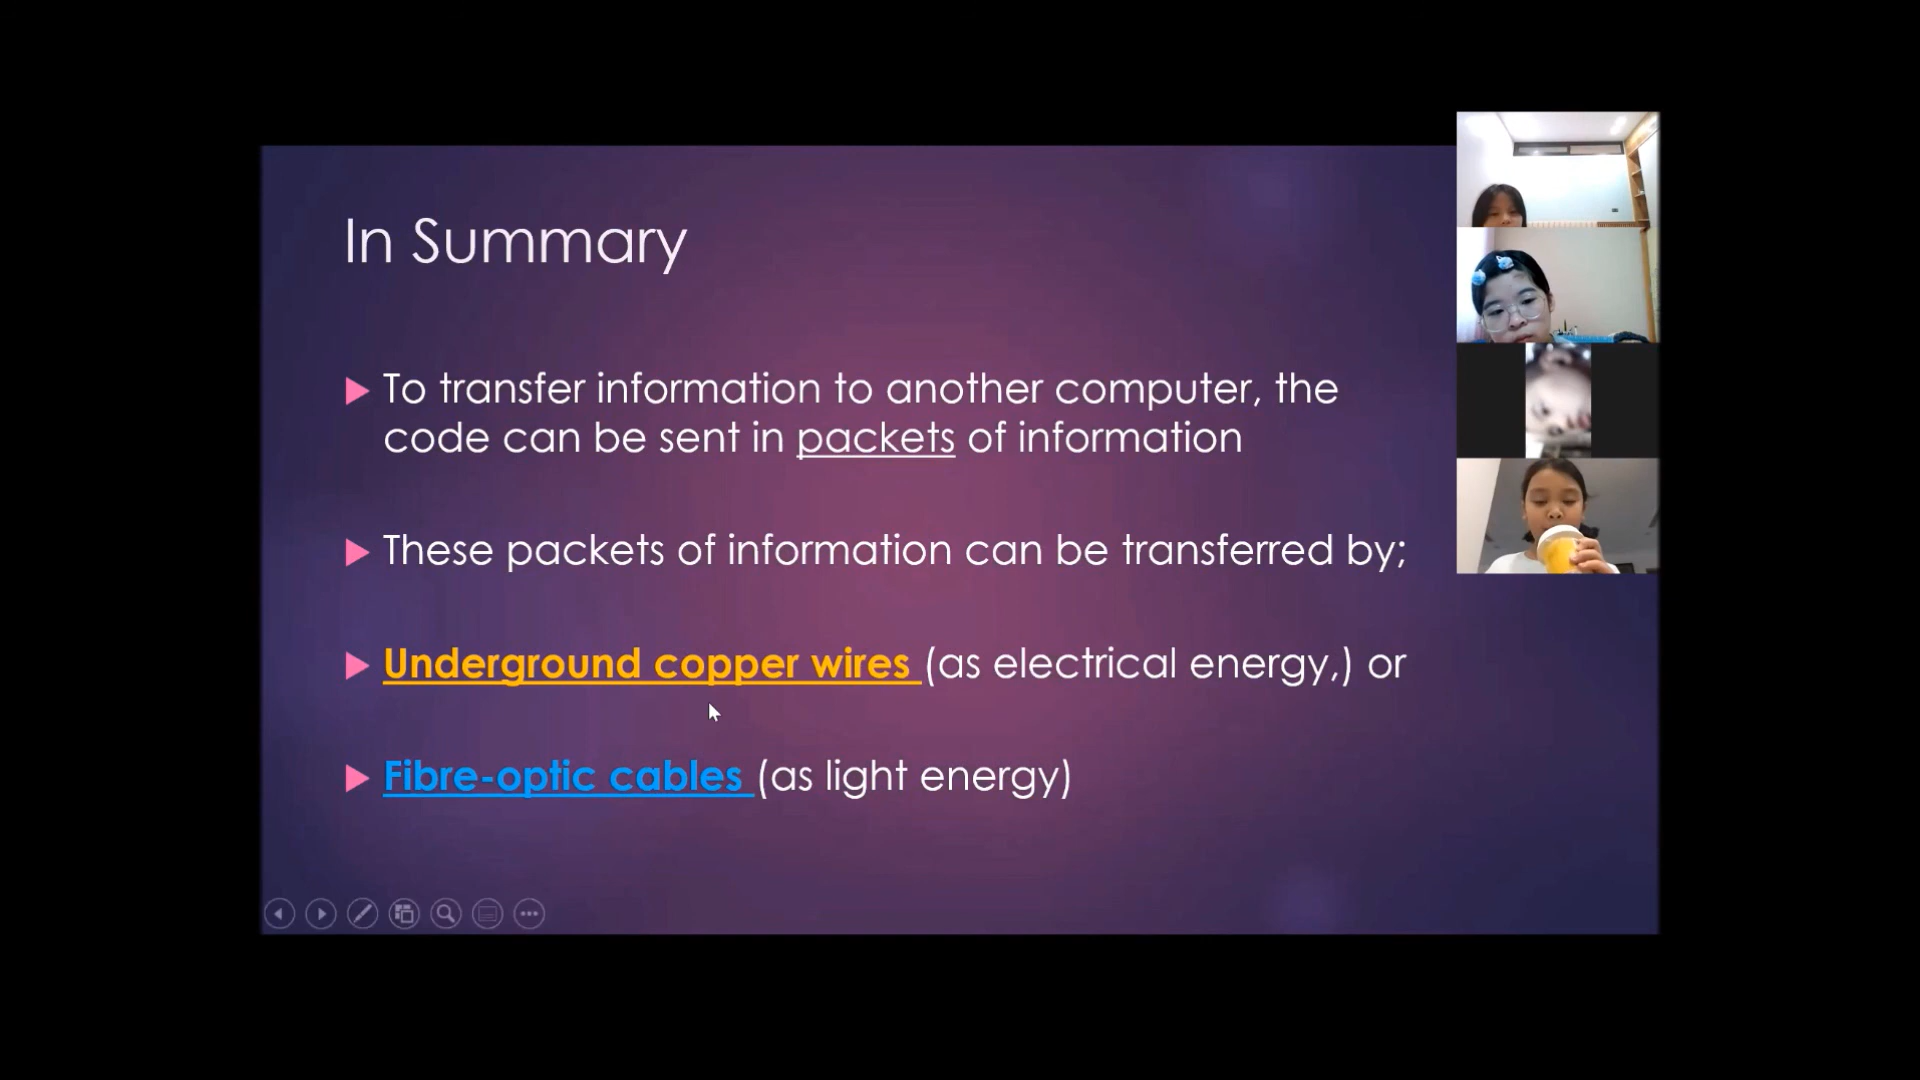 In Summary
To transfer information to another computer, the
code can be sent in packets of information
These packets of information can be transferred by;
Underground copper wires (as electrical energy,) or
Fibre-optic cables (as light energy)